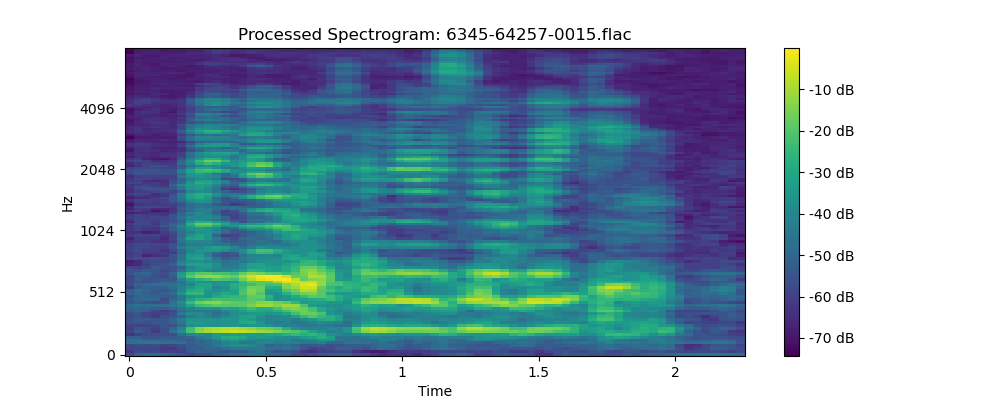 Processed Spectrogram: 6345-64257-0015.flac
Hz
4096
2048
1024
512
0
0
0.5
1
1.5
2
Time
-10 dB
-20 dB
-30 dB
-40 dB
-50 dB
-60 dB
-70 dB